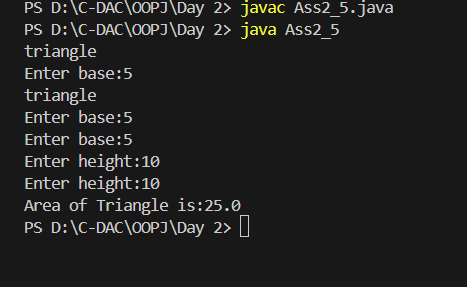 PS D:\C-DAC\OOPJ\Day 2> javac Ass2_5.java
PS D:\C-DAC\OOPJ\Day 2> java Ass2_5
triangle
Enter base:5
triangle
Enter base:5
Enter base:5
Enter height:10
Enter height:10
Area of Triangle is:25.0
PS D:\C-DAC\OOPJ\Day 2>